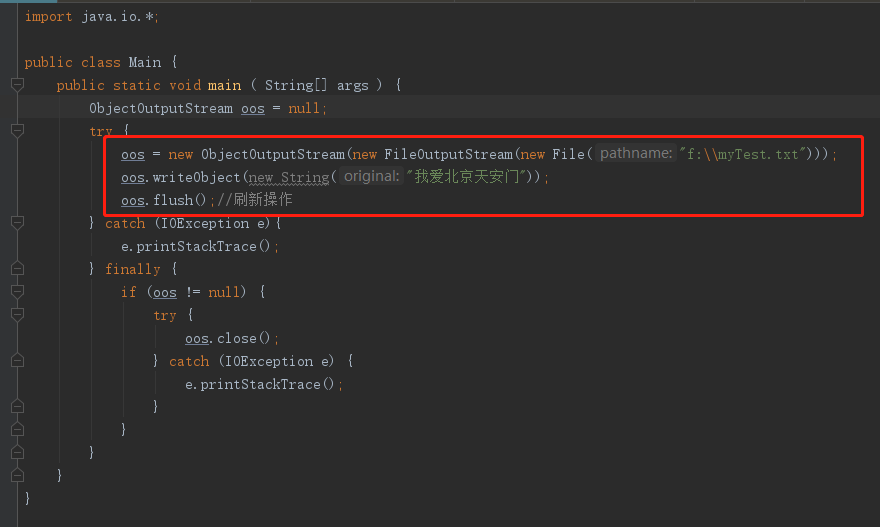 import java.io.*;
public class Main {
public static void main ( String[] args ) {
ObjectOutputStream oos = null;
try {
oos = new ObjectOutputStream(new FileOutputStream(new File( pathname: "f:\\myTest.txt")));
oos.writeObject(new String( original: "我爱北京天安门"));
oos.flush();//刷新操作
} catch (IOException e){
e.printStackTrace();
} finally {
if (oos != null) {
try {
oos.close();
} catch (IOException e) {
e.printStackTrace();
}
}
}
}
}